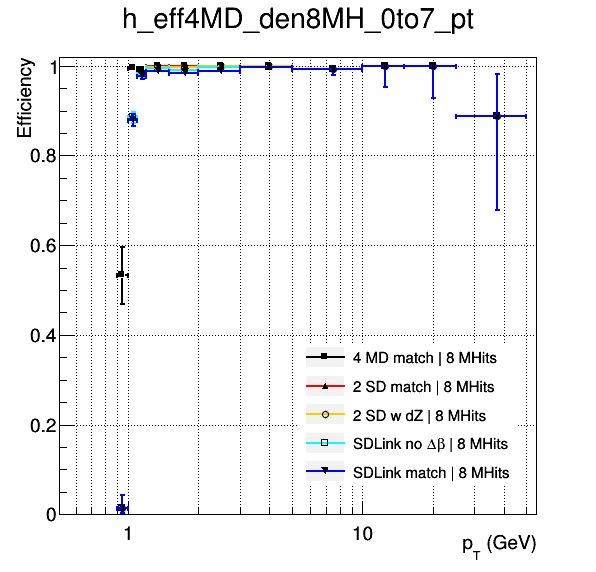 h_eff4MD_den8MH_0to7_pt
Efficiency
1
0.8
0.6
0.4
0.2
0
4 MD match | 8 MHits
2 SD match | 8 MHits
2 SD w dZ | 8 MHits
SDLink no Δβ | 8 MHits
SDLink match | 8 MHits
1
10
p_T (GeV)